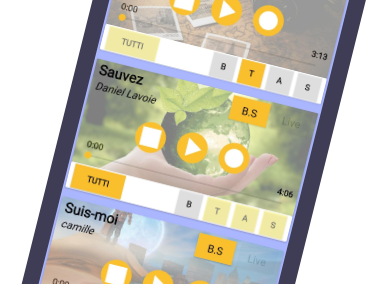 0:00
3:13
TUTTI
B T A S
Sauvez
Daniel Lavoie
B.S Live
0:00
4:06
TUTTI
B T A S
Suis-moi
camille
B.S Live
0:00